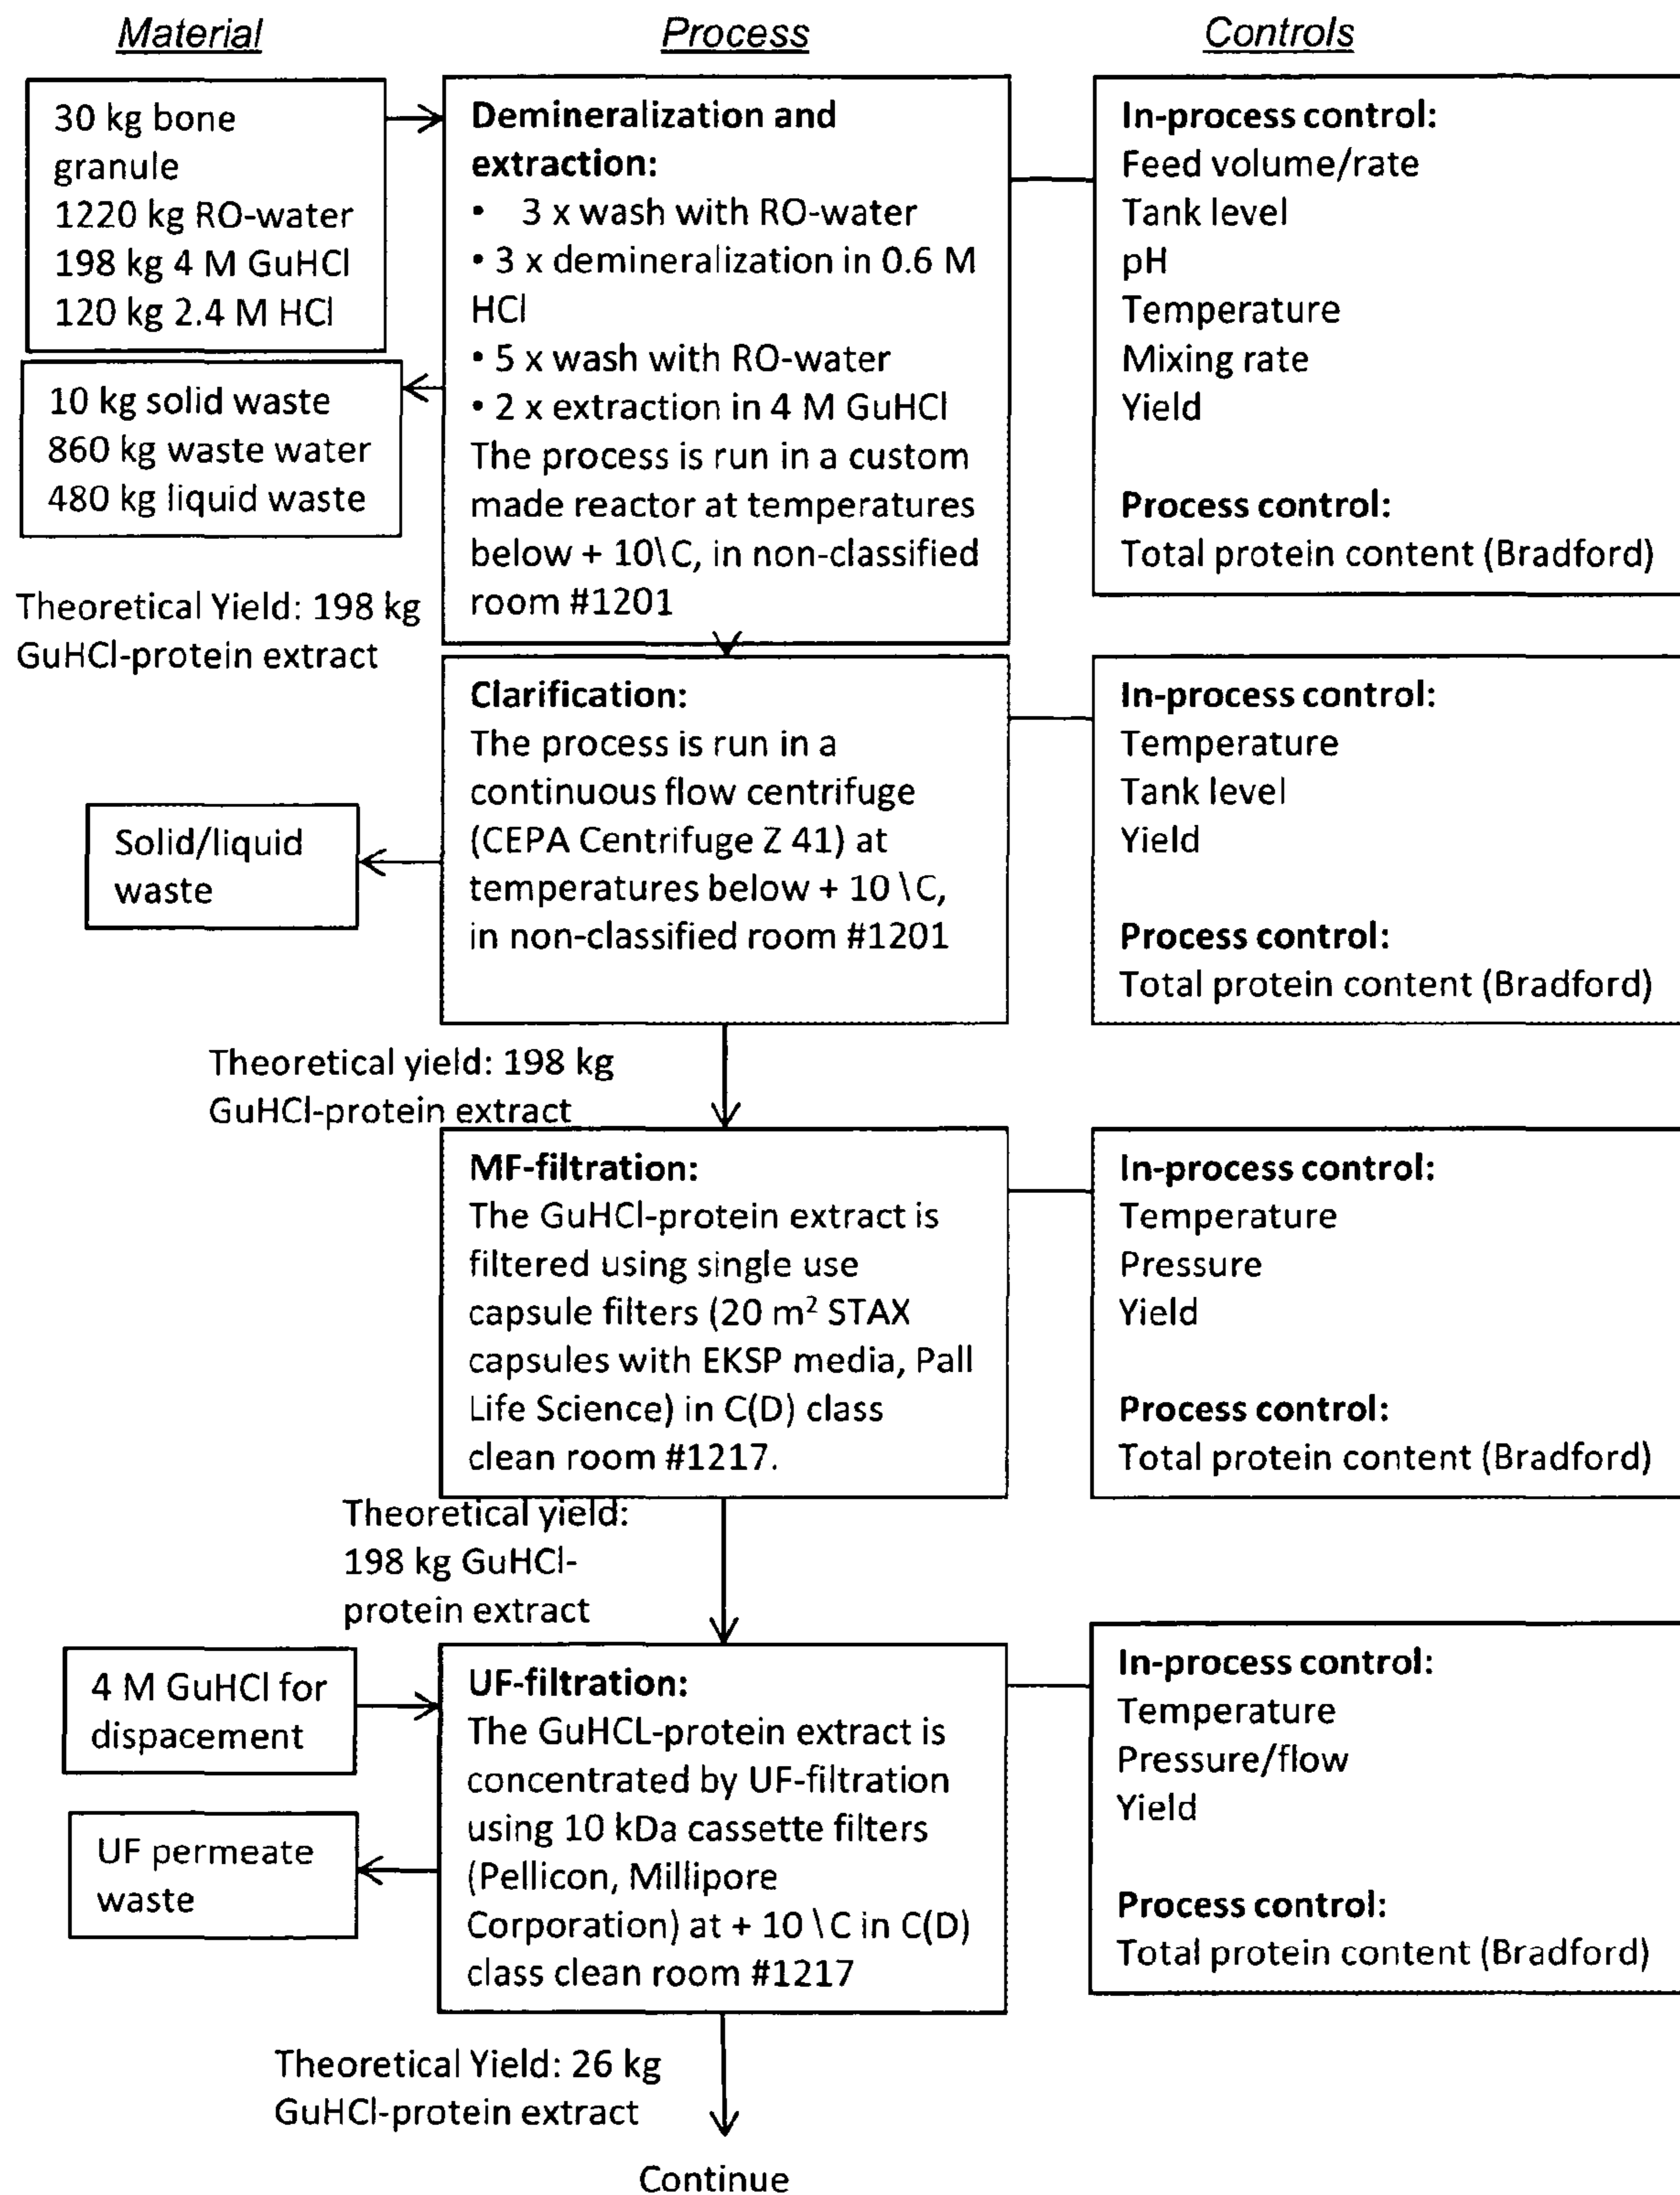 Material
Process
Controls
30 kg bone
granule
1220 kg RO-water
198 kg 4 M GuHCl
120 kg 2.4 M HCl
10 kg solid waste
860 kg waste water
480 kg liquid waste
Theoretical Yield: 198 kg
GuHCl-protein extract
Demineralization and
extraction:
• 3 x wash with RO-water
• 3 x demineralization in 0.6 M
HCl
• 5 x wash with RO-water
• 2 x extraction in 4 M GuHCl
The process is run in a custom
made reactor at temperatures
below + 10\C, in non-classified
room #1201
In-process control:
Feed volume/rate
Tank level
pH
Temperature
Mixing rate
Yield
Process control:
Total protein content (Bradford)
Clarification:
The process is run in a
continuous flow centrifuge
(CEPA Centrifuge Z 41) at
temperatures below + 10 \C,
in non-classified room #1201
Solid/liquid
waste
In-process control:
Temperature
Tank level
Yield
Process control:
Total protein content (Bradford)
Theoretical yield: 198 kg
GuHCl-protein extract
MF-filtration:
The GuHCl-protein extract is
filtered using single use
capsule filters (20 m² STAX
capsules with EKSP media, Pall
Life Science) in C(D) class
clean room #1217.
In-process control:
Temperature
Pressure
Yield
Process control:
Total protein content (Bradford)
Theoretical yield:
198 kg GuHCl-
protein extract
4 M GuHCl for
dispacement
UF permeate
waste
UF-filtration:
The GuHCL-protein extract is
concentrated by UF-filtration
using 10 kDa cassette filters
(Pellicon, Millipore
Corporation) at + 10 \C in C(D)
class clean room #1217
In-process control:
Temperature
Pressure/flow
Yield
Process control:
Total protein content (Bradford)
Theoretical Yield: 26 kg
GuHCl-protein extract
Continue